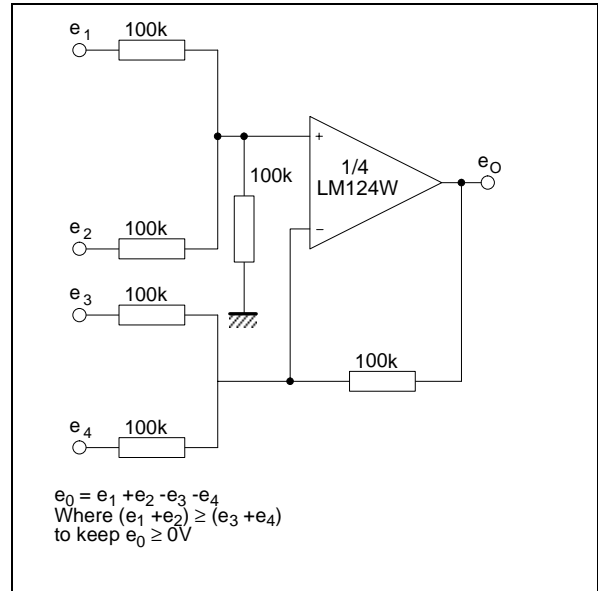 e1 100k
100k
1/4
LM124W
eO
e2 100k
e3 100k
100k
e4 100k
e0 = e1 +e2 -e3 -e4
Where (e1 +e2) ≥ (e3 +e4)
to keep e0 ≥ 0V